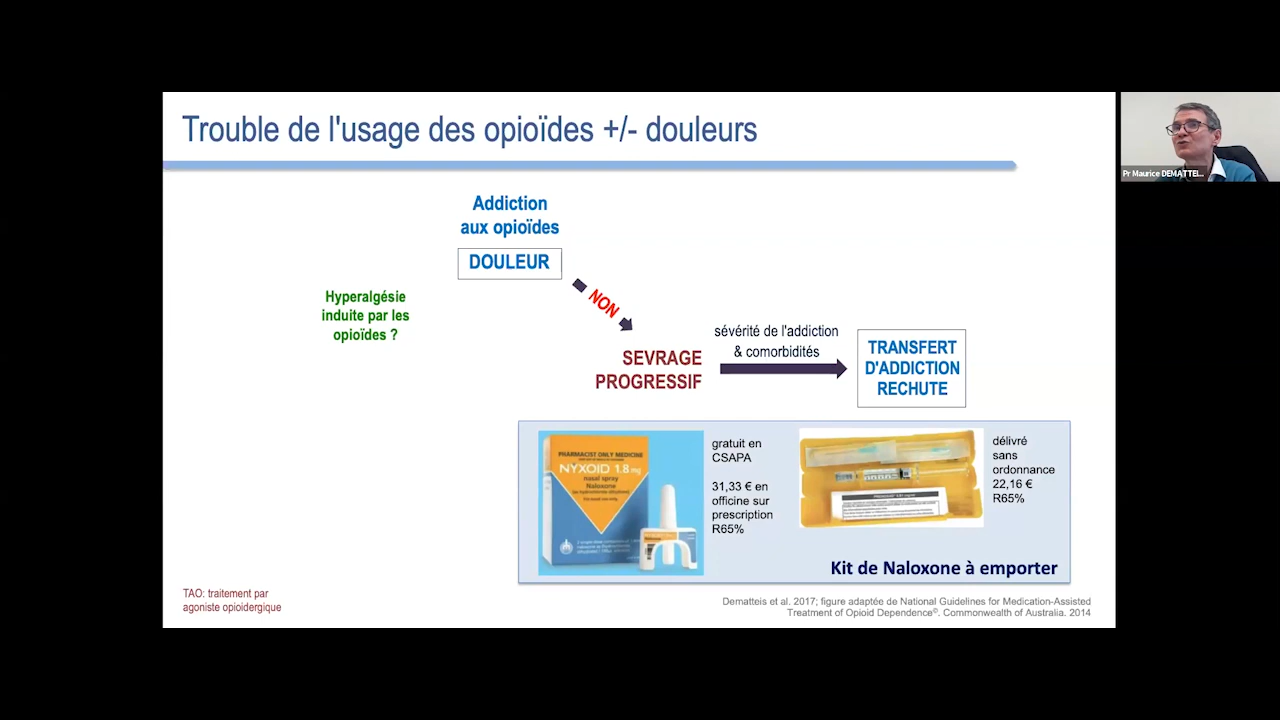 Trouble de l'usage des opioïdes +/- douleurs
Pr Maurice DEMATTEI...
Addiction
aux opioïdes
DOULEUR
Hyperalgésie
induite par les
opioïdes ?
NON
SEVRAGE
PROGRESSIF
sévérité de l'addiction
& comorbidités
TRANSFERT
D'ADDICTION
RECHUTE
PHARMACIST ONLY MEDICINE
NYXOID 1.8 mg
nasal spray
Naloxone
gratuit en
CSAPA
31,33 € en
officine sur
prescription
R65%
délivré
sans
ordonnance
22,16 €
R65%
Kit de Naloxone à emporter
TAO: traitement par
agoniste opioidergique
Dematteis et al. 2017; figure adaptée de National Guidelines for Medication-Assisted
Treatment of Opioid Dependence©. Commonwealth of Australia. 2014